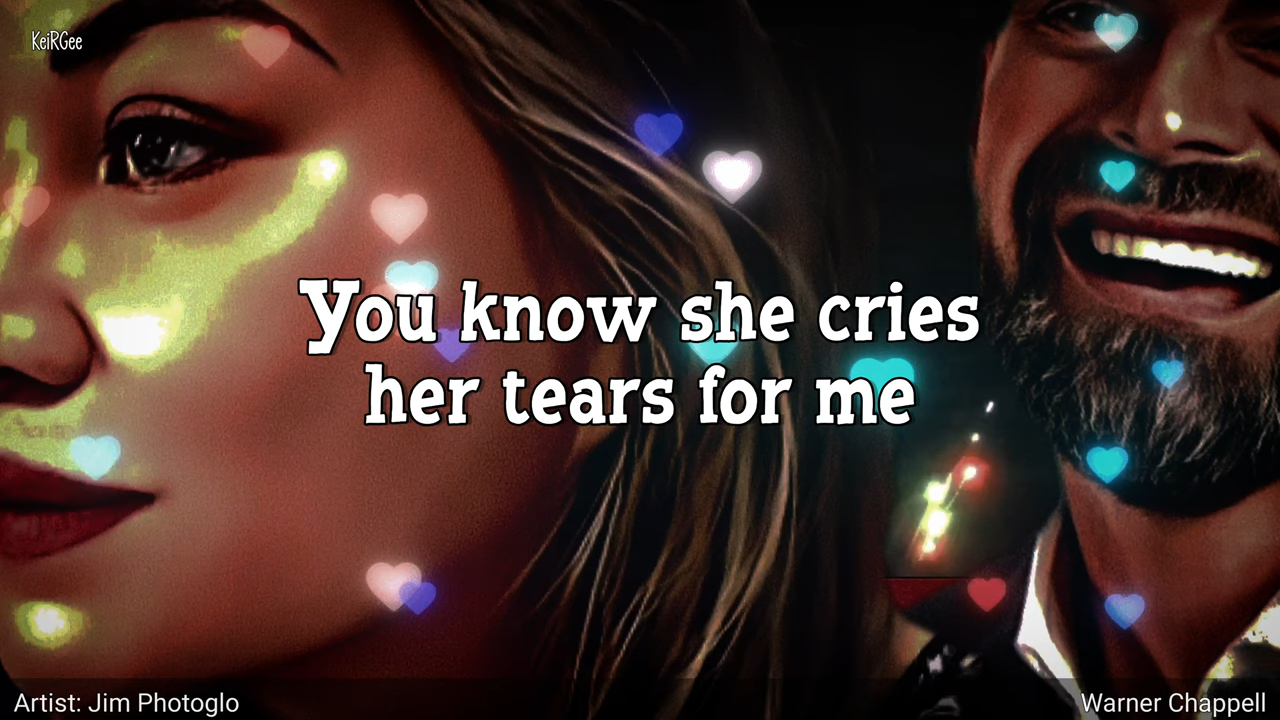 KeiRGee
You know she cries
her tears for me
Artist: Jim Photoglo
Warner Chappell